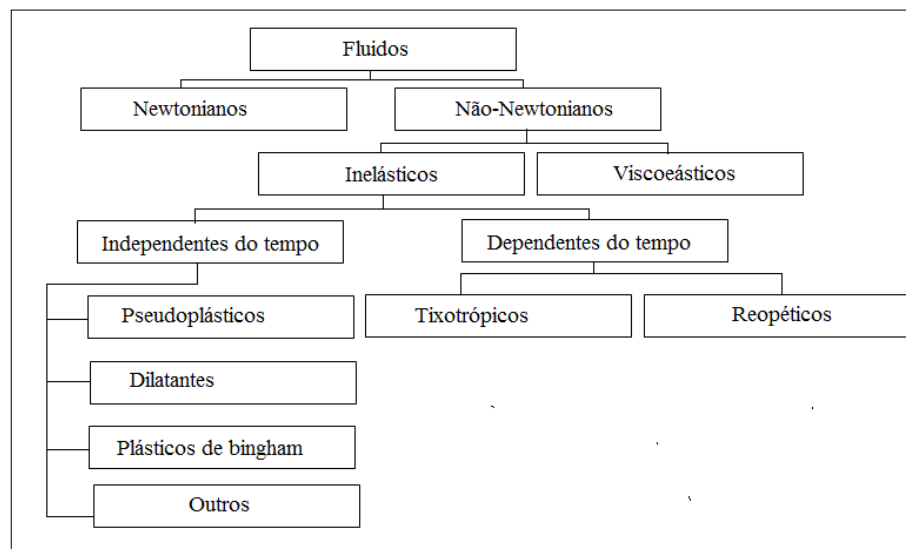 Fluidos
Newtonianos
Não-Newtonianos
Inelásticos
Viscoeásticos
Independentes do tempo
Dependentes do tempo
Pseudoplásticos
Tixotrópicos
Reopéticos
Dilatantes
Plásticos de bingham
Outros